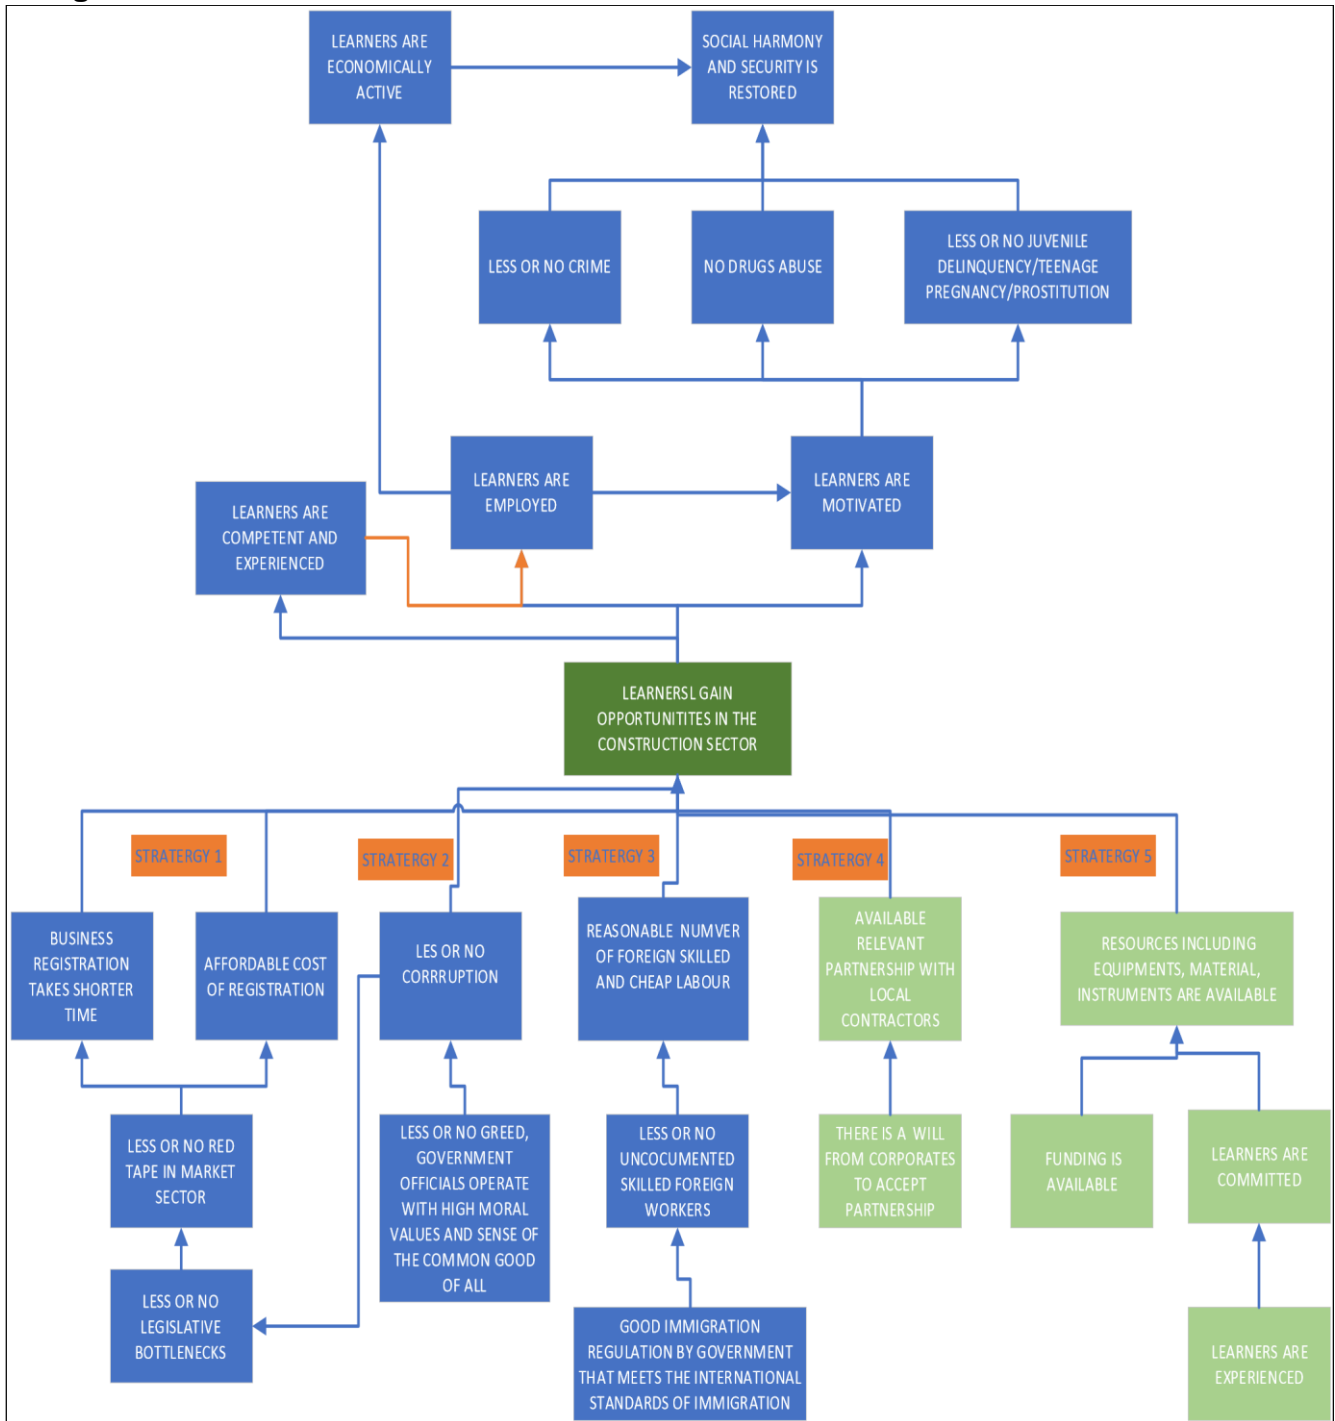 LEARNERS ARE
ECONOMICALLY
ACTIVE
SOCIAL HARMONY
AND SECURITY IS
RESTORED
LESS OR NO CRIME
NO DRUGS ABUSE
LESS OR NO JUVENILE
DELINQUENCY/TEENAGE
PREGNANCY/PROSTITUTION
LEARNERS ARE
COMPETENT AND
EXPERIENCED
LEARNERS ARE
EMPLOYED
LEARNERS ARE
MOTIVATED
LEARNERSL GAIN
OPPORTUNITITES IN THE
CONSTRUCTION SECTOR
STRATERGY 1
STRATERGY 2
STRATERGY 3
STRATERGY 4
STRATERGY 5
BUSINESS
REGISTRATION
TAKES SHORTER
TIME
AFFORDABLE COST
OF REGISTRATION
LES OR NO
CORRRUPTION
REASONABLE NUMVER
OF FOREIGN SKILLED
AND CHEAP LABOUR
AVAILABLE
RELEVANT
PARTNERSHIP WITH
LOCAL
CONTRACTORS
RESOURCES INCLUDING
EQUIPMENTS, MATERIAL,
INSTRUMENTS ARE AVAILABLE
LESS OR NO RED
TAPE IN MARKET
SECTOR
LESS OR NO GREED,
GOVERNMENT
OFFICIALS OPERATE
WITH HIGH MORAL
VALUES AND SENSE OF
THE COMMON GOOD
OF ALL
LESS OR NO
UNCOCUMENTED
SKILLED FOREIGN
WORKERS
THERE IS A WILL
FROM CORPORATES
TO ACCEPT
PARTNERSHIP
FUNDING IS
AVAILABLE
LEARNERS ARE
COMMITTED
LESS OR NO
LEGISLATIVE
BOTTLENECKS
GOOD IMMIGRATION
REGULATION BY GOVERNMENT
THAT MEETS THE INTERNATIONAL
STANDARDS OF IMMIGRATION
LEARNERS ARE
EXPERIENCED